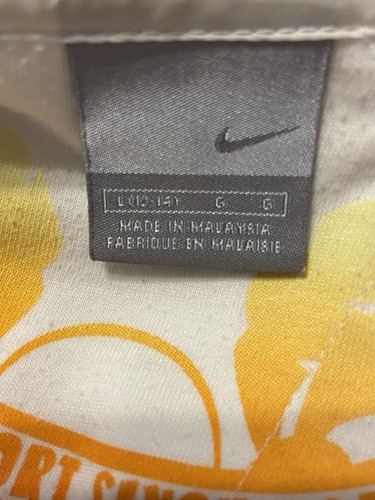 L (12-14) G G
MADE IN MALAYSIA
FABRIQUE EN MALAISIE